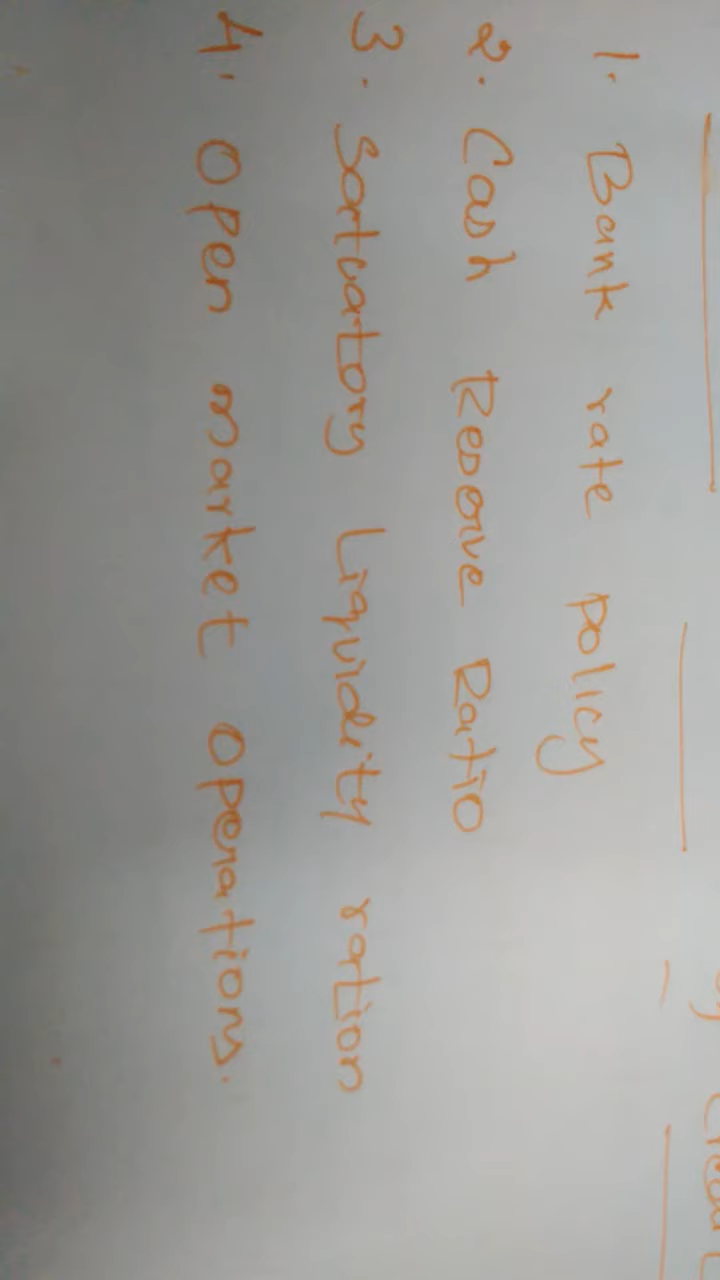 1. Bank rate policy
2. Cash Reserve Ratio
3. Sartuatory Liquidity ration
4. Open market operations.